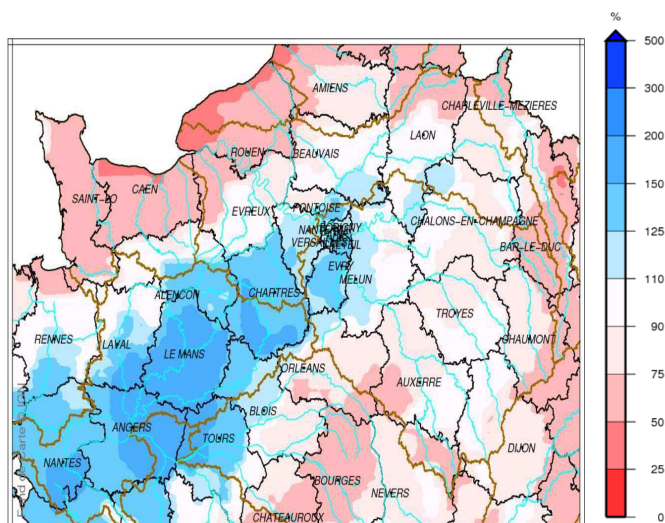 %
500
300
200
150
125
110
90
75
50
25
0
AMIENS
CHARLEVILLE-MEZIERES
LAON
ROUEN
BEAUVAIS
CAEN
SAINT-LO
EVREUX
PONTOISE
CHALONS-EN-CHAMPAGNE
BAR-LE-DUC
EVRY
MELUN
ALENCON
CHARTRES
TROYES
RENNES
LAVAL
CHAUMONT
LE MANS
ORLEANS
AUXERRE
BLOIS
ANGERS
TOURS
DIJON
NANTES
BOURGES
NEVERS
CHATEAUROUX